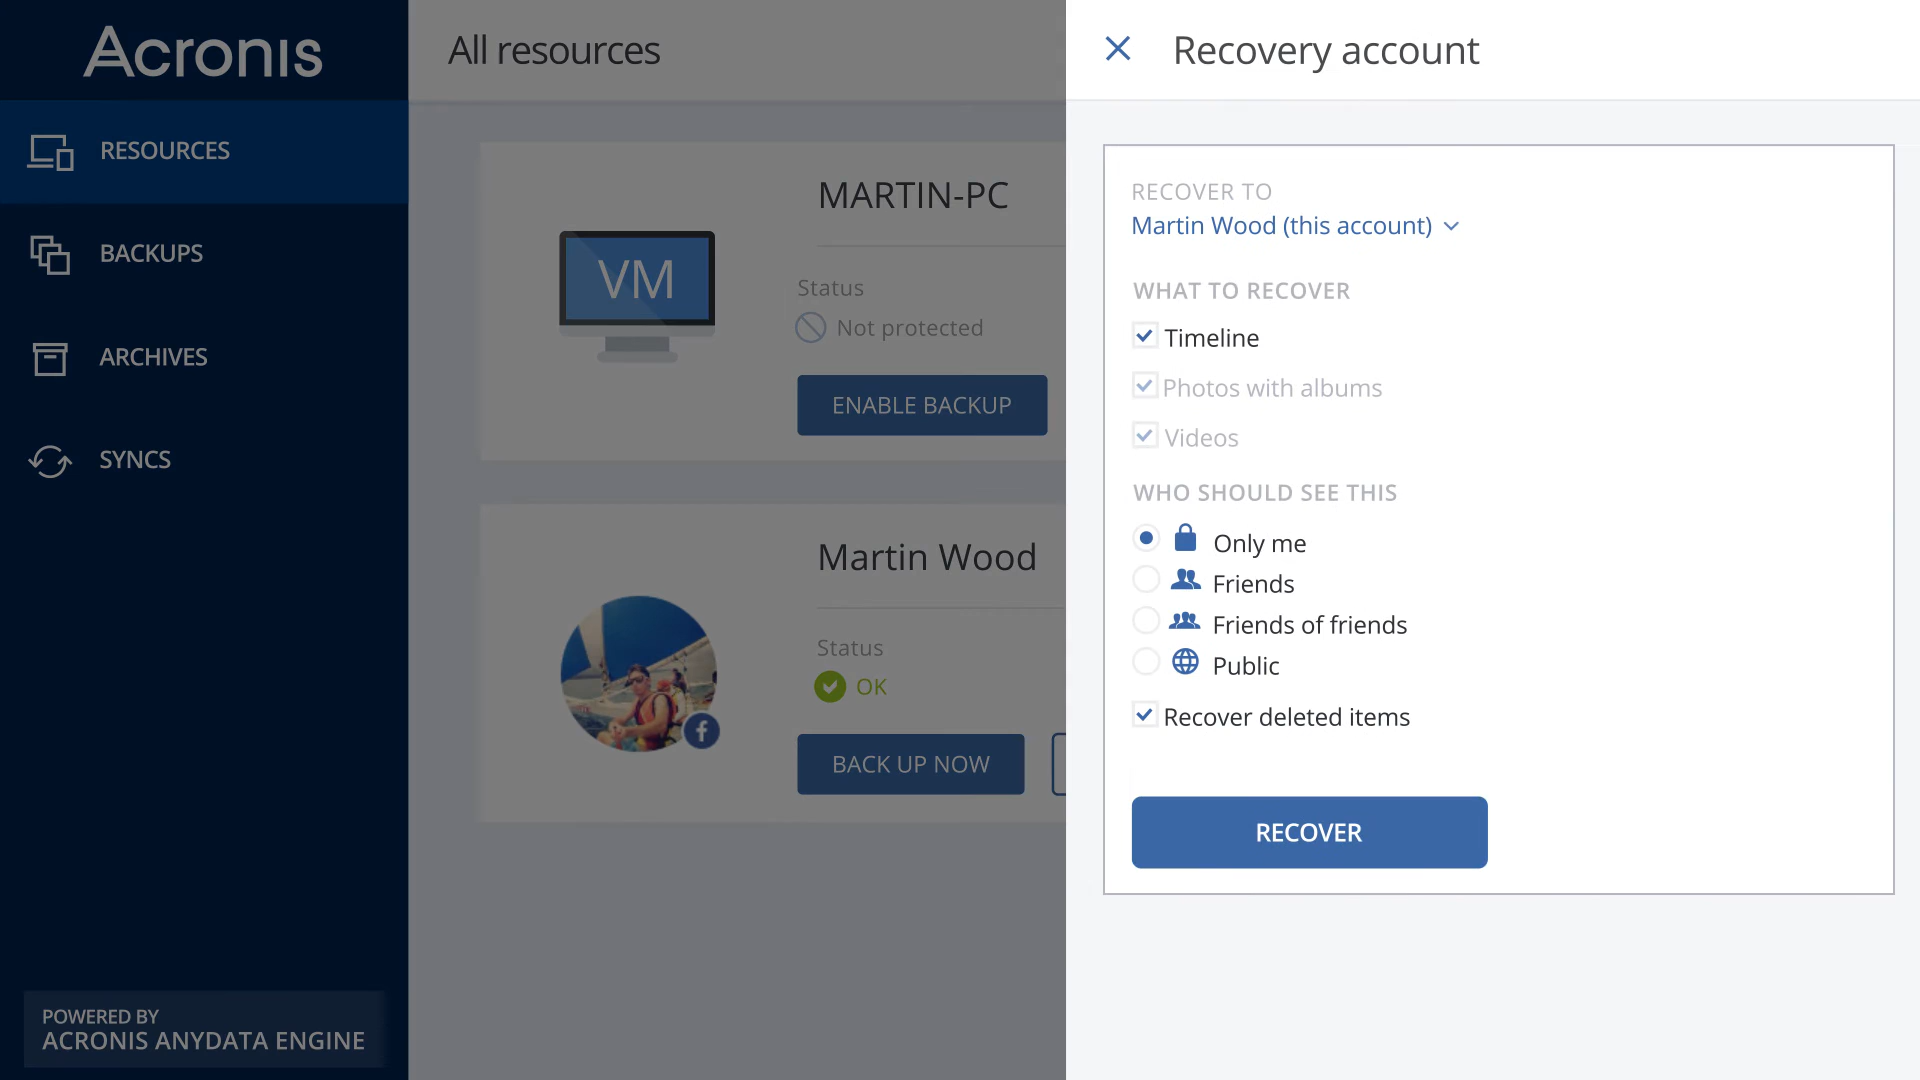 Acronis
RESOURCES
BACKUPS
ARCHIVES
SYNCS
POWERED BY
ACRONIS ANYDATA ENGINE
All resources
VM
MARTIN-PC
Status
Not protected
ENABLE BACKUP
Martin Wood
Status
OK
f
BACK UP NOW
Recovery account
RECOVER TO
Martin Wood (this account)
WHAT TO RECOVER
Timeline
Photos with albums
Videos
WHO SHOULD SEE THIS
Only me
Friends
Friends of friends
Public
Recover deleted items
RECOVER